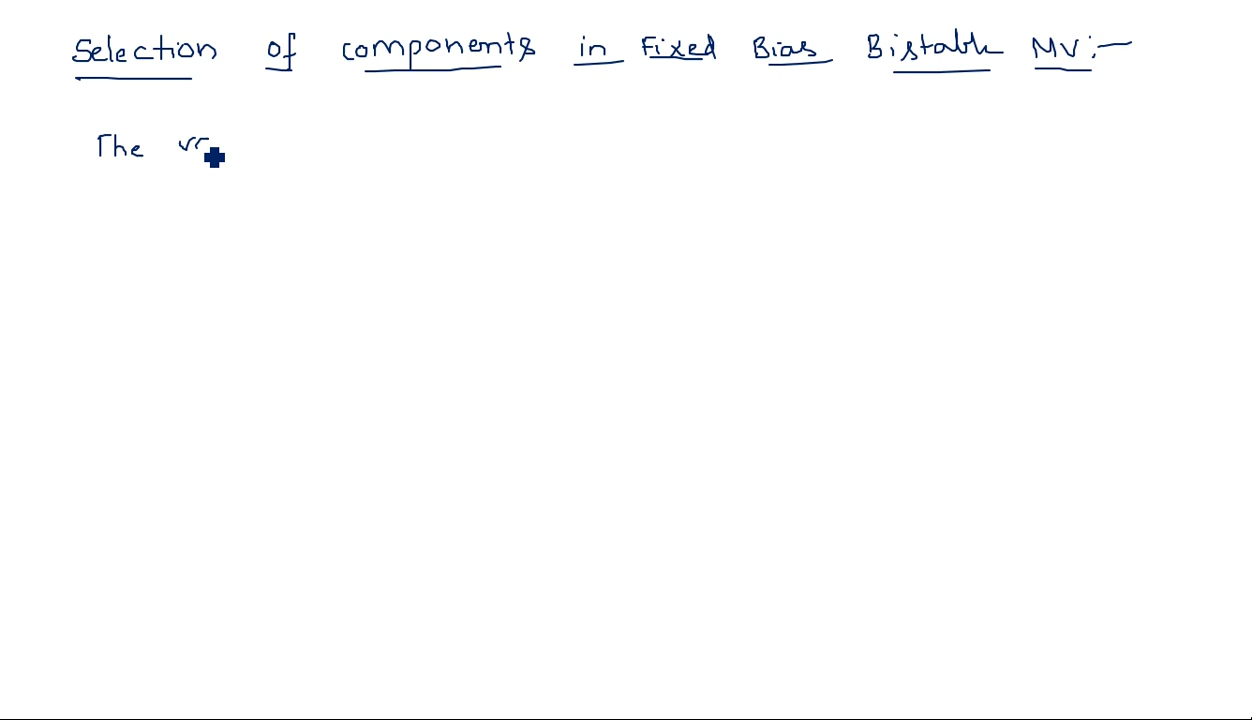 Selection of components in Fixed Bias Bistable MV:-
The